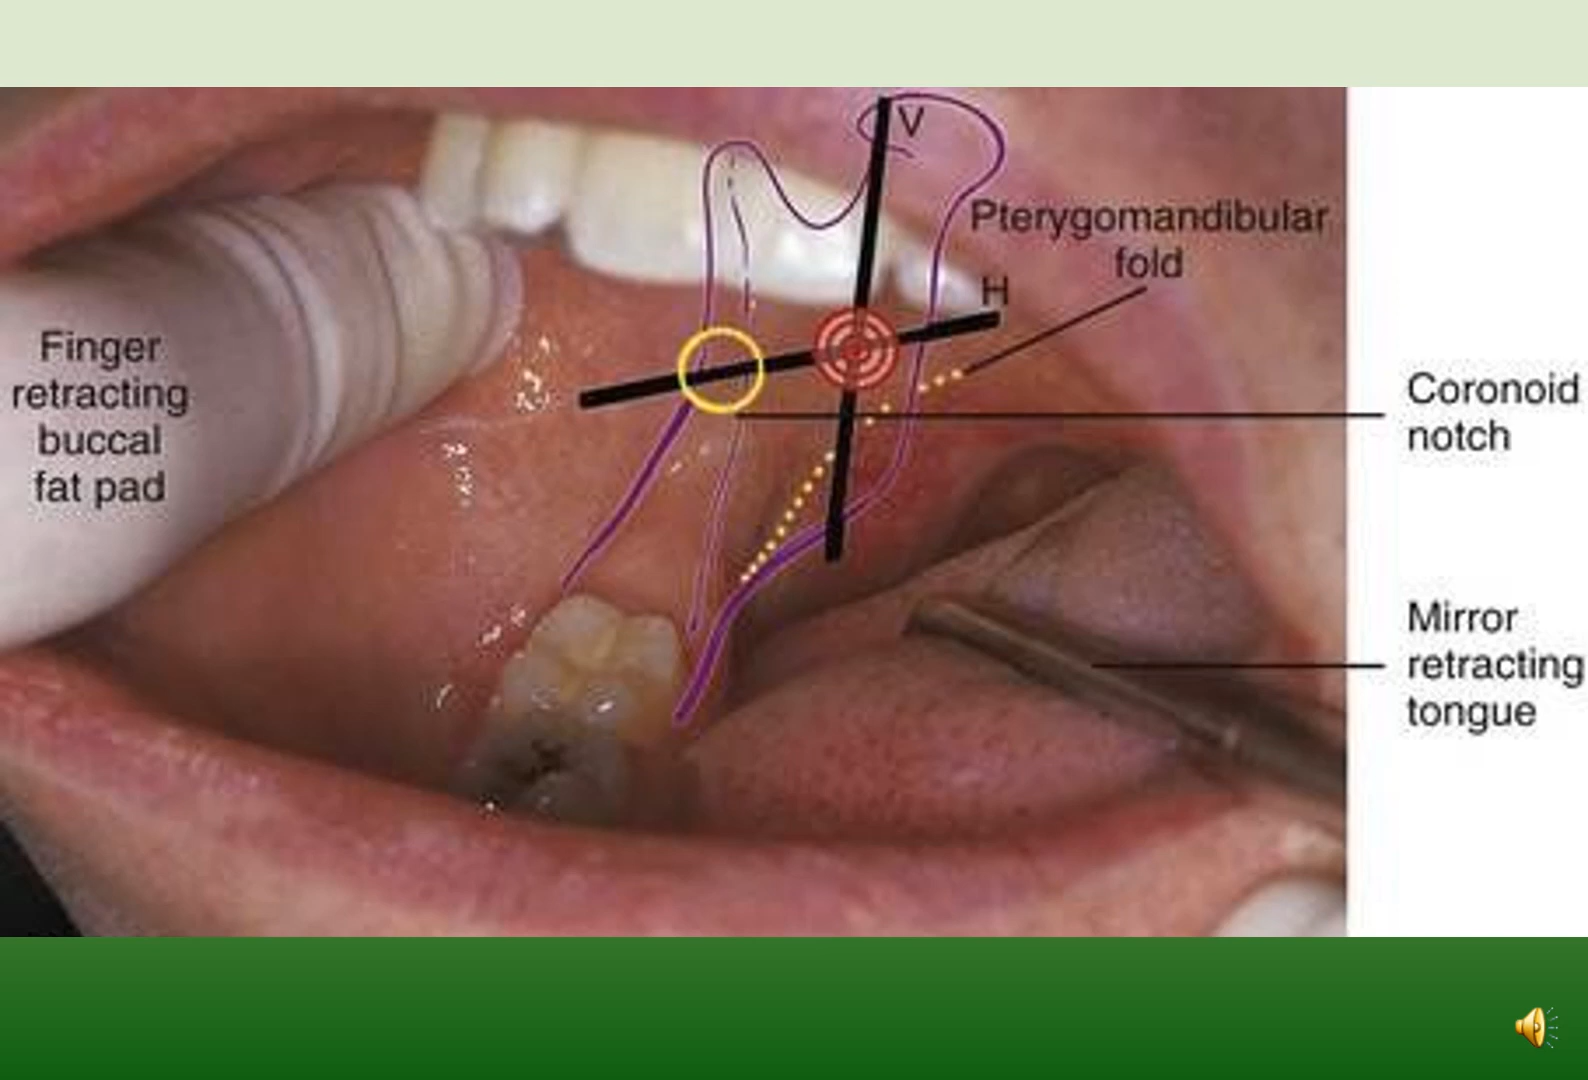 V
Pterygomandibular
fold
H
Finger
retracting
buccal
fat pad
Coronoid
notch
Mirror
retracting
tongue